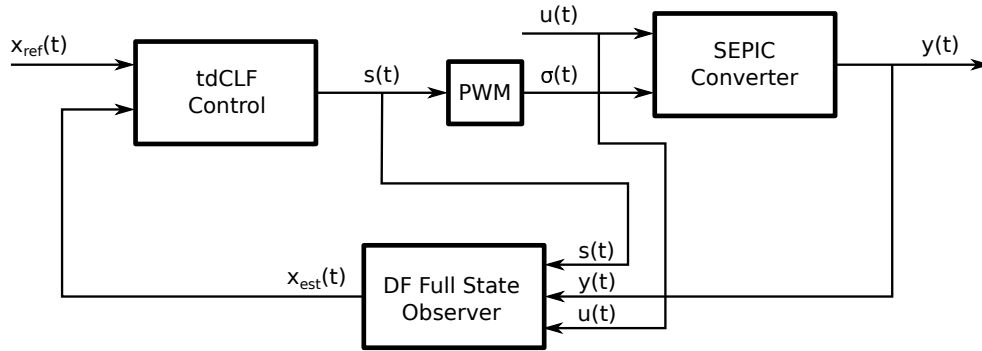 x_ref(t)
tdCLF
Control
s(t)
PWM
u(t)
σ(t)
SEPIC
Converter
y(t)
x_est(t)
DF Full State
Observer
s(t)
y(t)
u(t)